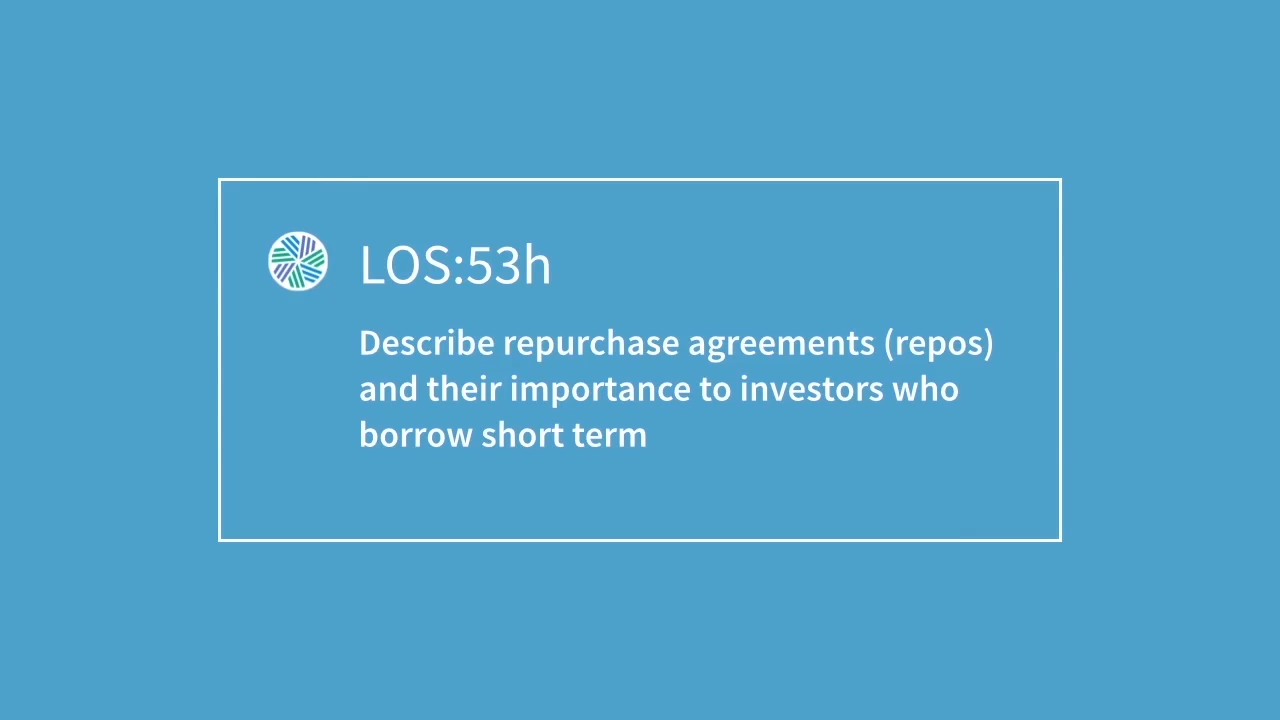 LOS:53h
Describe repurchase agreements (repos)
and their importance to investors who
borrow short term